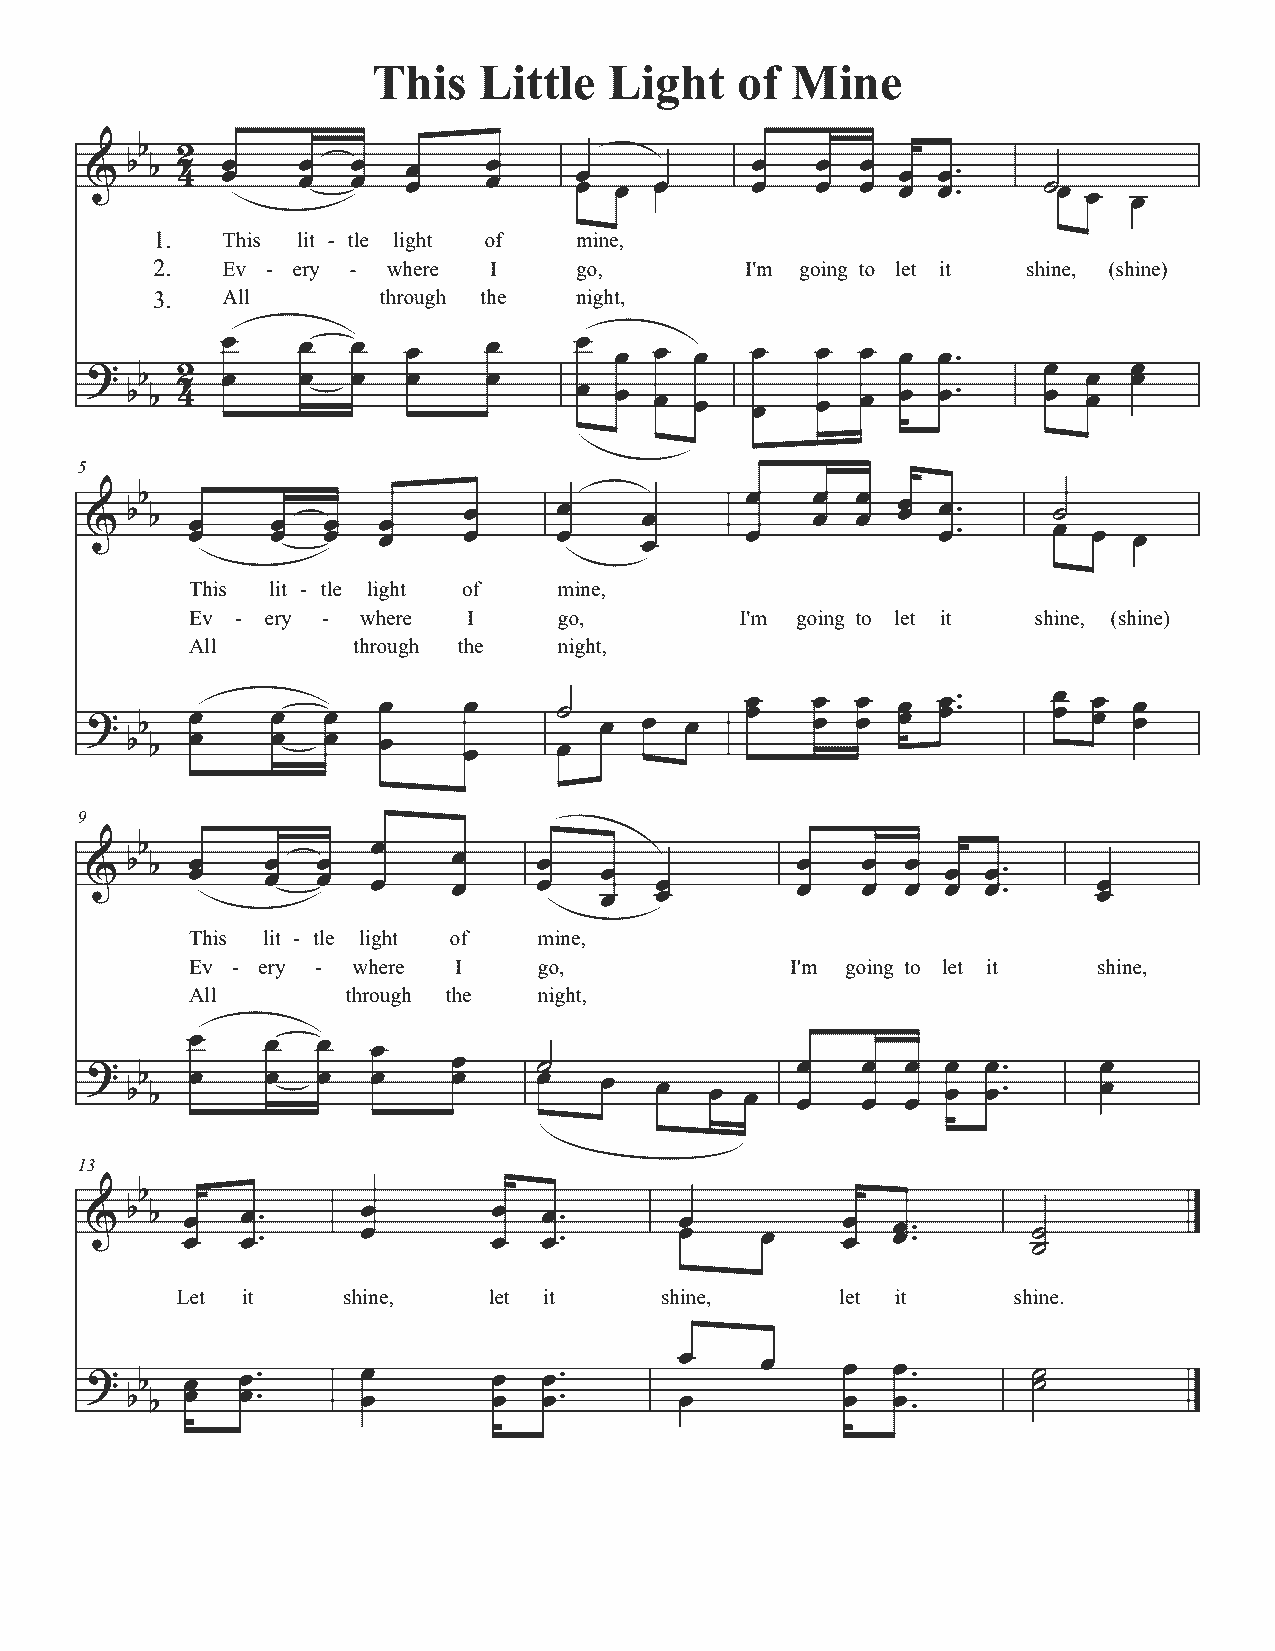 This Little Light of Mine
1. This lit - tle light of mine,
2. Ev - ery - where I go, I'm going to let it shine, (shine)
3. All through the night,
5
This lit - tle light of mine,
Ev - ery - where I go, I'm going to let it shine, (shine)
All through the night,
9
This lit - tle light of mine,
Ev - ery - where I go, I'm going to let it shine,
All through the night,
13
Let it shine, let it shine, let it shine.